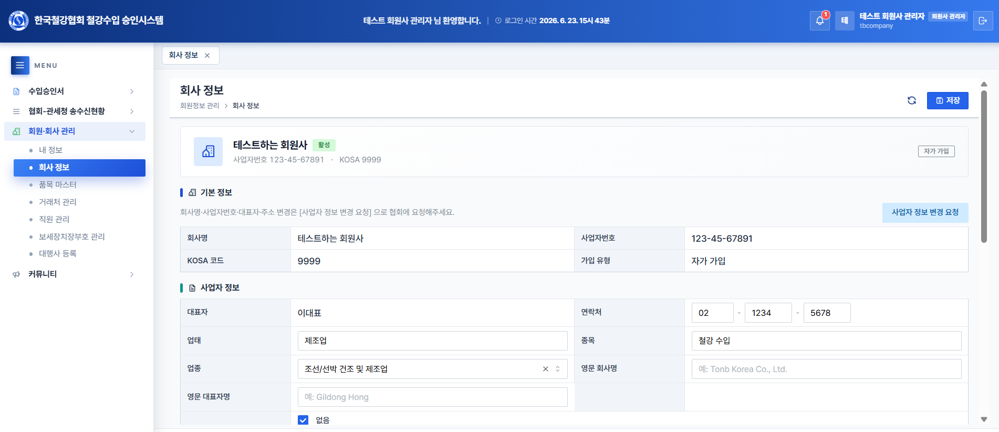 한국철강협회 철강수입 승인시스템
테스트 회원사 관리자 님 환영합니다. | 로그인 시간 2026. 6. 23. 15시 43분
1
테
테스트 회원사 관리자 회원사 관리자
tbcompany
MENU
수입승인서
협회-관세청 송수신현황
회원·회사 관리
내 정보
회사 정보
품목 마스터
거래처 관리
직원 관리
보세장치장부호 관리
대행사 등록
커뮤니티
회사 정보
회사 정보
회원정보 관리 > 회사 정보
저장
테스트하는 회원사 활성
사업자번호 123-45-67891 · KOSA 9999
자가 가입
기본 정보
회사명·사업자번호·대표자·주소 변경은 [사업자 정보 변경 요청] 으로 협회에 요청해주세요.
사업자 정보 변경 요청
회사명 테스트하는 회원사 사업자번호 123-45-67891
KOSA 코드 9999 가입 유형 자가 가입
사업자 정보
대표자 이대표 연락처 02 - 1234 - 5678
업태 제조업 종목 철강 수입
업종 조선/선박 건조 및 제조업 영문 회사명 예: Tonb Korea Co., Ltd.
영문 대표자명 예: Gildong Hong
없음